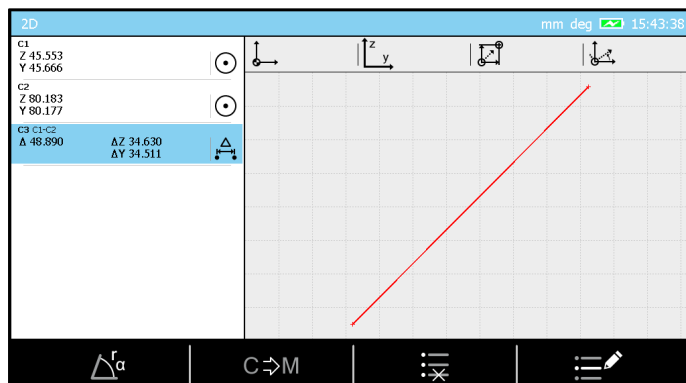 2D
mm deg 15:43:38
C1
Z 45.553
Y 45.666
C2
Z 80.183
Y 80.177
C3 C1-C2
Δ 48.890 ΔZ 34.630
ΔY 34.511
Δ
z
y
r
α
C⇨M